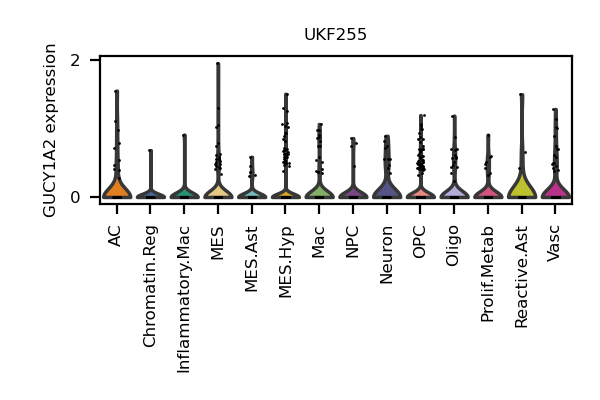 UKF255
GUCY1A2 expression
2
0
AC
Chromatin.Reg
Inflammatory.Mac
MES
MES.Ast
MES.Hyp
Mac
NPC
Neuron
OPC
Oligo
Prolif.Metab
Reactive.Ast
Vasc